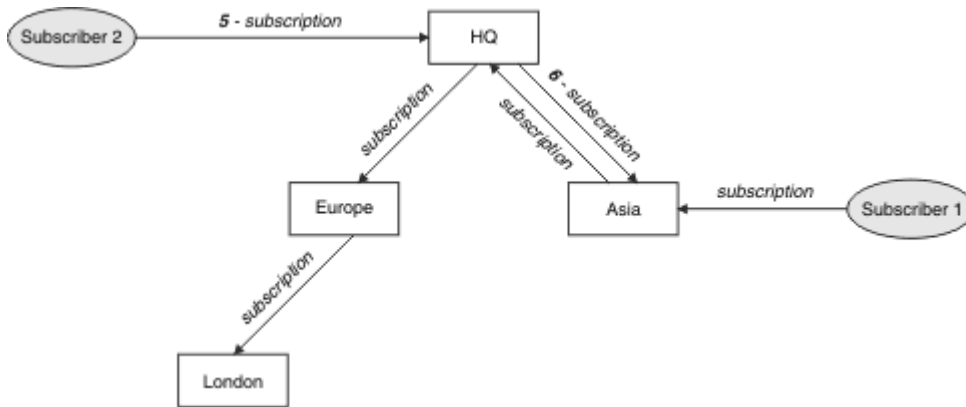 Subscriber 2
5 - subscription
HQ
subscription
6 - subscription
subscription
Europe
Asia
subscription
Subscriber 1
subscription
London